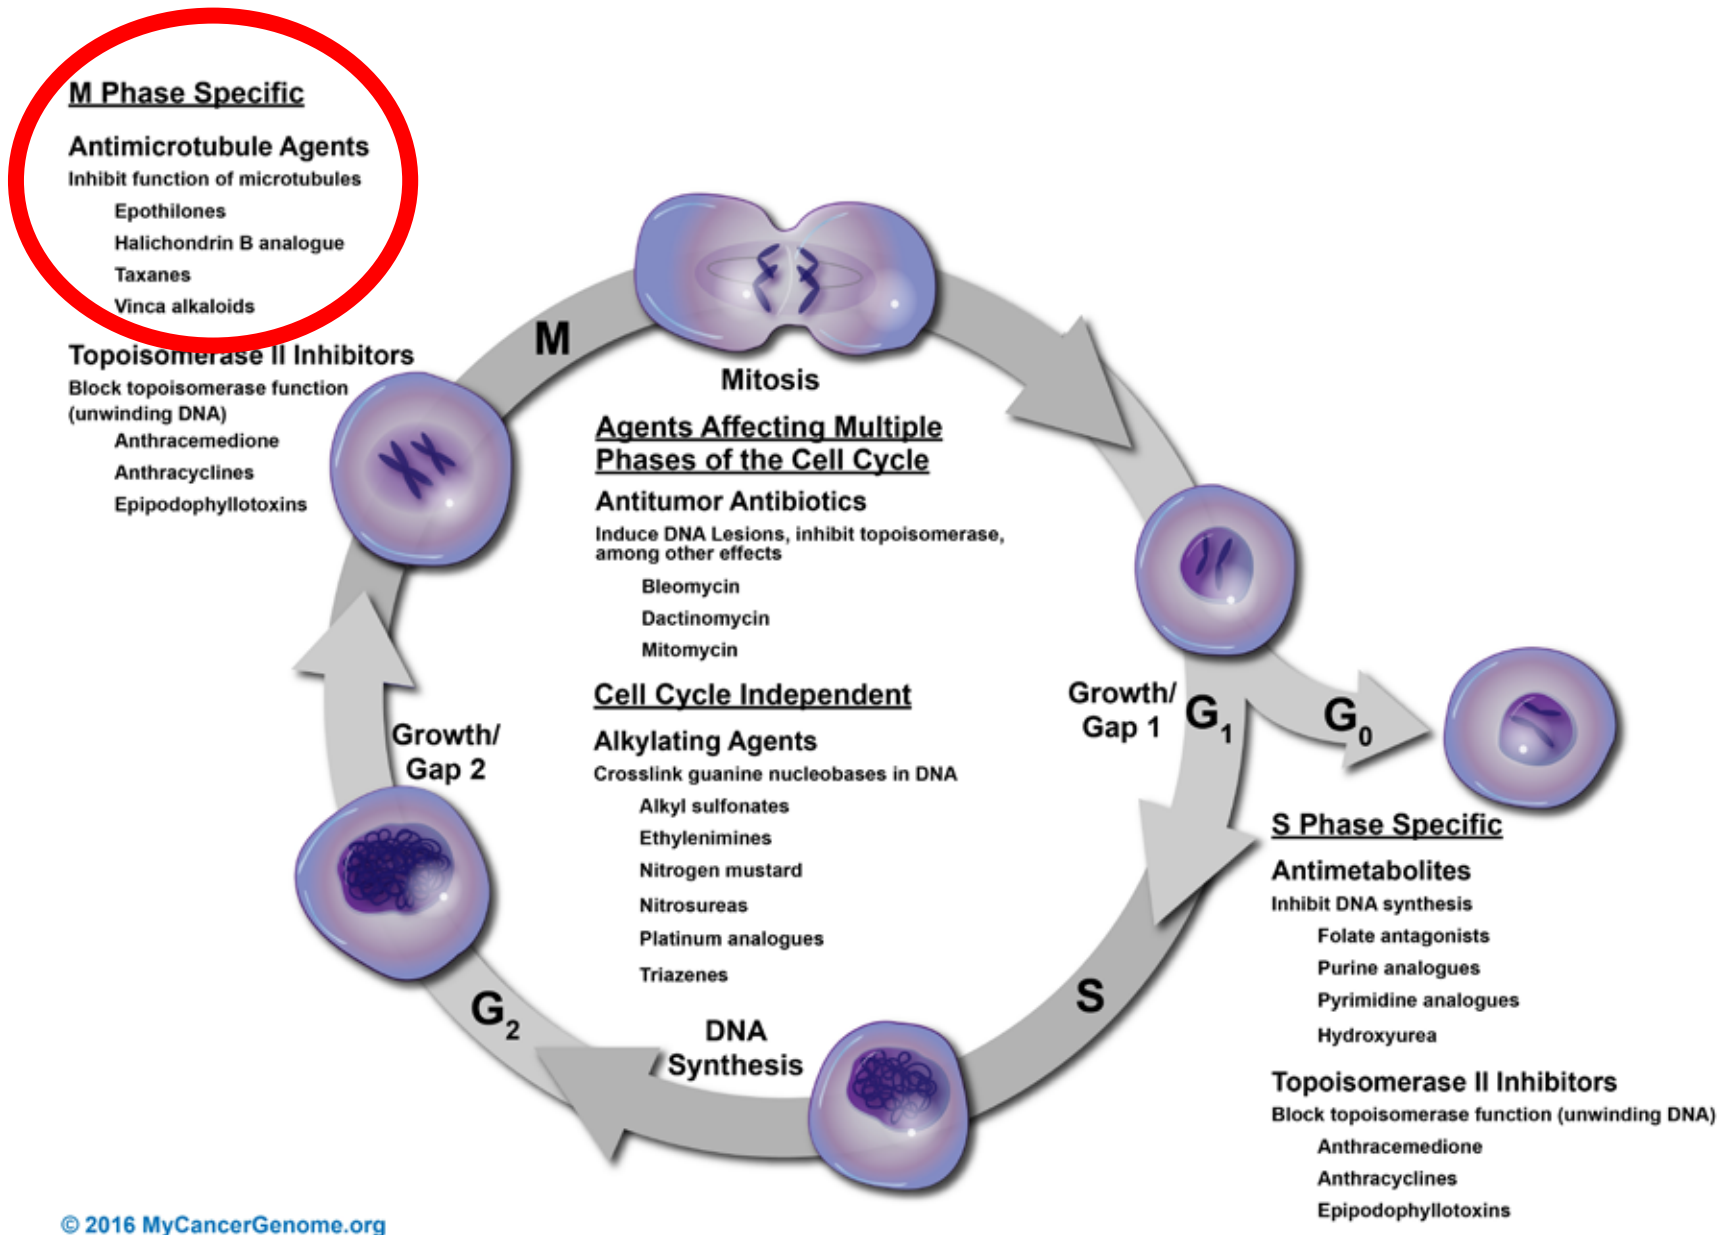 M Phase Specific
Antimicrotubule Agents
Inhibit function of microtubules
Epothilones
Halichondrin B analogue
Taxanes
Vinca alkaloids
Topoisomerase II Inhibitors
Block topoisomerase function
(unwinding DNA)
Anthracemedione
Anthracyclines
Epipodophyllotoxins
M
Mitosis
Agents Affecting Multiple
Phases of the Cell Cycle
Antitumor Antibiotics
Induce DNA Lesions, inhibit topoisomerase,
among other effects
Bleomycin
Dactinomycin
Mitomycin
Cell Cycle Independent
Alkylating Agents
Crosslink guanine nucleobases in DNA
Alkyl sulfonates
Ethylenimines
Nitrogen mustard
Nitrosureas
Platinum analogues
Triazenes
Growth/
Gap 1
G1
G0
S Phase Specific
Antimetabolites
Inhibit DNA synthesis
Folate antagonists
Purine analogues
Pyrimidine analogues
Hydroxyurea
Topoisomerase II Inhibitors
Block topoisomerase function (unwinding DNA)
Anthracemedione
Anthracyclines
Epipodophyllotoxins
S
DNA
Synthesis
G2
Growth/
Gap 2
© 2016 MyCancerGenome.org